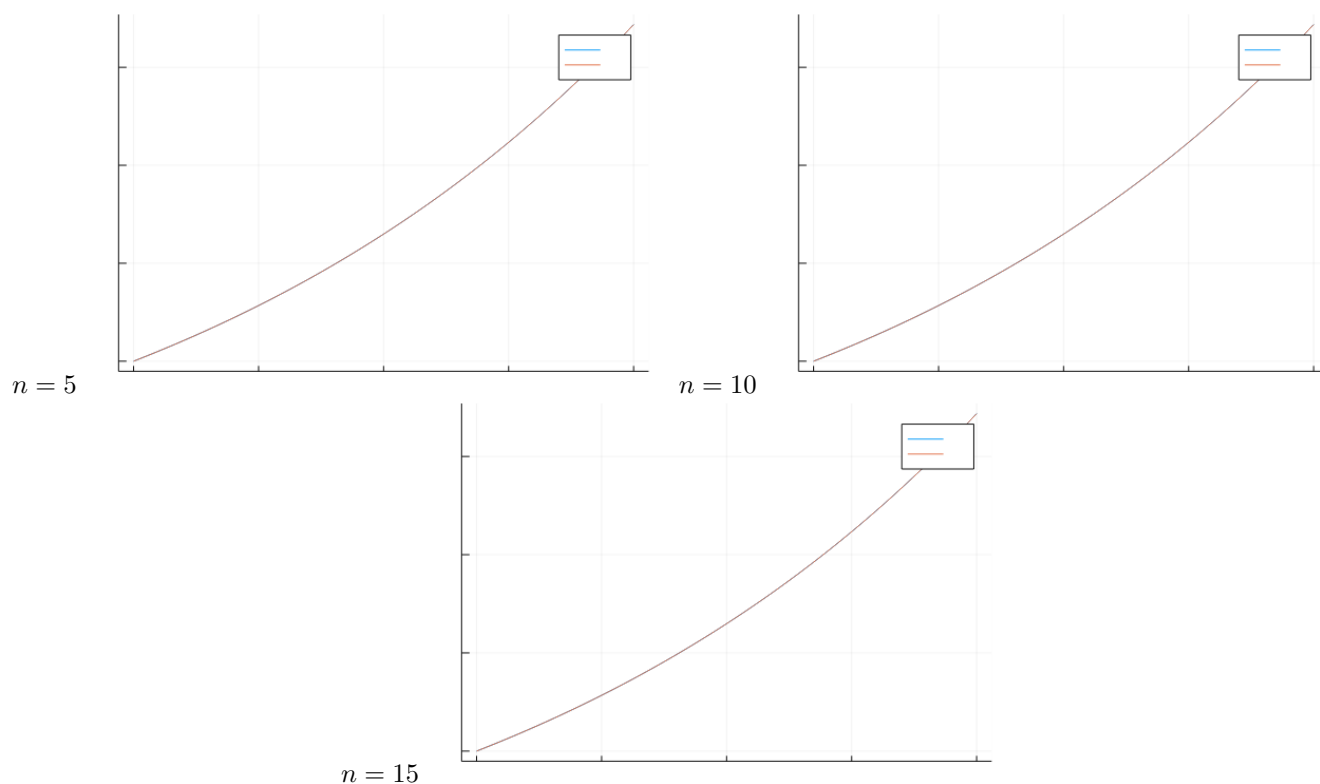 n = 5
n = 10
n = 15